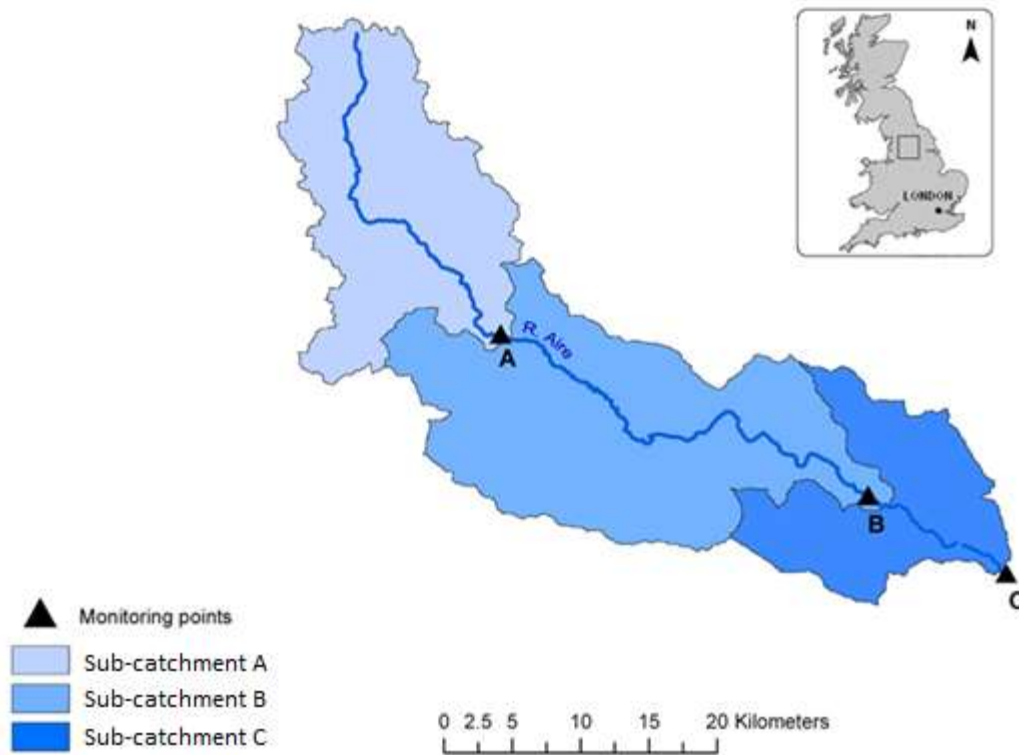 N
LONDON
R. Aire
A
B
C
Monitoring points
Sub-catchment A
Sub-catchment B
Sub-catchment C
0 2.5 5 10 15 20 Kilometers